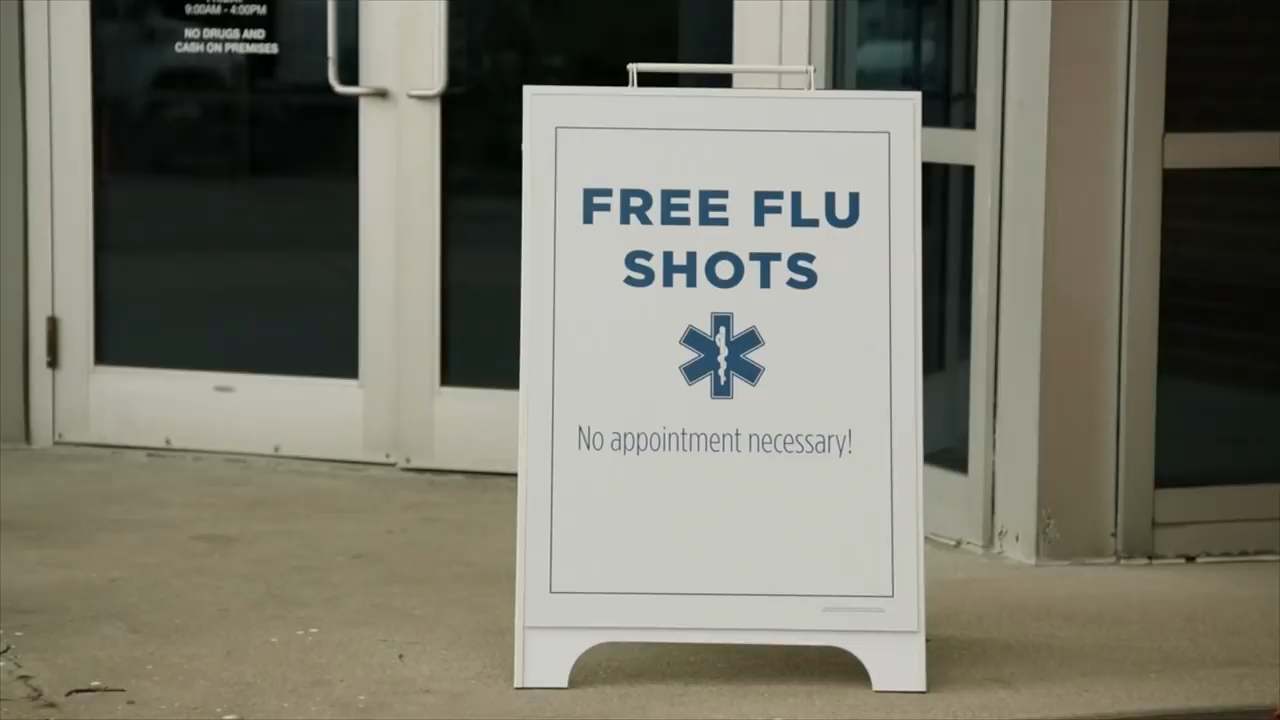 9:00AM - 4:00PM
NO DRUGS AND
CASH ON PREMISES
FREE FLU
SHOTS
No appointment necessary!